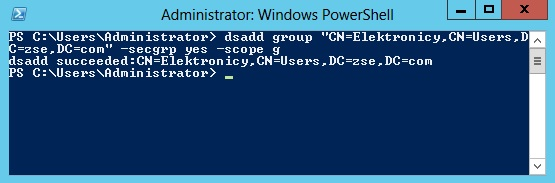 Administrator: Windows PowerShell
PS C:\Users\Administrator> dsadd group "CN=Elektronicy,CN=Users,D
C=zse,DC=com" -secgrp yes -scope g
dsadd succeeded:CN=Elektronicy,CN=Users,DC=zse,DC=com
PS C:\Users\Administrator> _